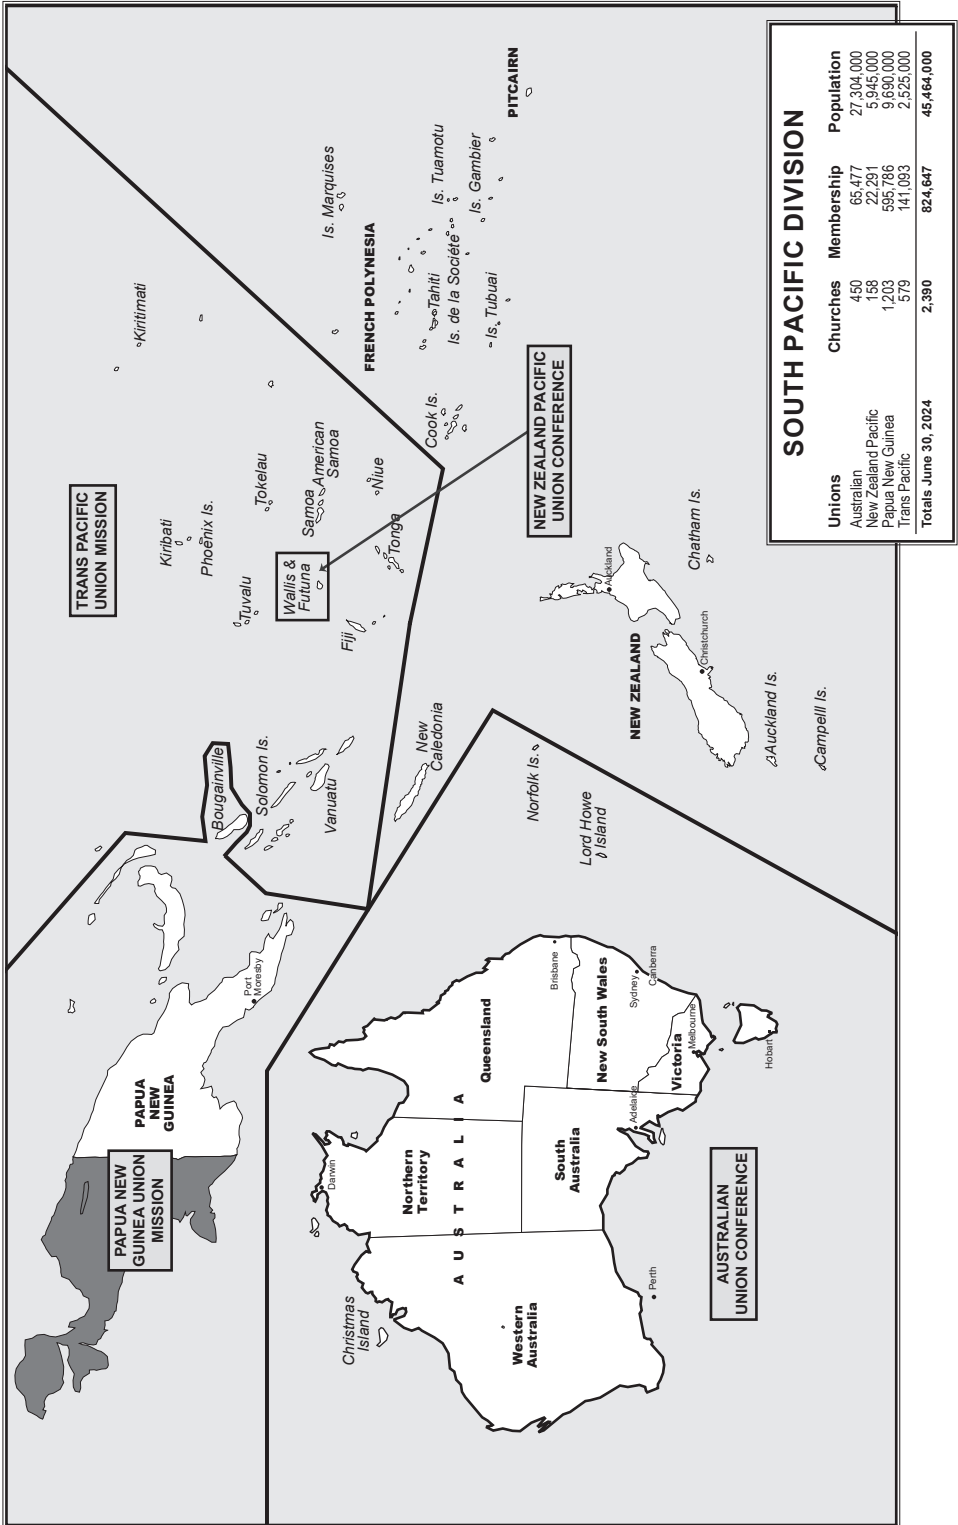 PAPUA NEW
GUINEA UNION
MISSION
PAPUA
NEW
GUINEA
Port
Moresby
TRANS PACIFIC
UNION MISSION
Bougainville
Solomon Is.
Vanuatu
Kiribati
Phoenix Is.
Kiritimati
Tuvalu
Tokelau
Wallis &
Futuna
Samoa
American
Samoa
Fiji
Tonga
Niue
Cook Is.
Is. Marquises
FRENCH POLYNESIA
Tahiti
Is. de la Sociéte
Is. Tuamotu
Is. Gambier
Is. Tubuai
PITCAIRN
New
Caledonia
NEW ZEALAND PACIFIC
UNION CONFERENCE
Norfolk Is.
Lord Howe
Island
NEW ZEALAND
Auckland
Christchurch
Chatham Is.
Auckland Is.
Campelll Is.
Christmas
Island
Darwin
Northern
Territory
Queensland
AUSTRALIA
Western
Australia
South
Australia
New South Wales
Victoria
Brisbane
Sydney
Canberra
Melbourne
Adelaide
Perth
Hobart
AUSTRALIAN
UNION CONFERENCE
SOUTH PACIFIC DIVISION
Unions Churches Membership Population
Australian 450 65,477 27,304,000
New Zealand Pacific 158 22,291 5,945,000
Papua New Guinea 1,203 595,786 9,690,000
Trans Pacific 579 141,093 2,525,000
Totals June 30, 2024 2,390 824,647 45,464,000